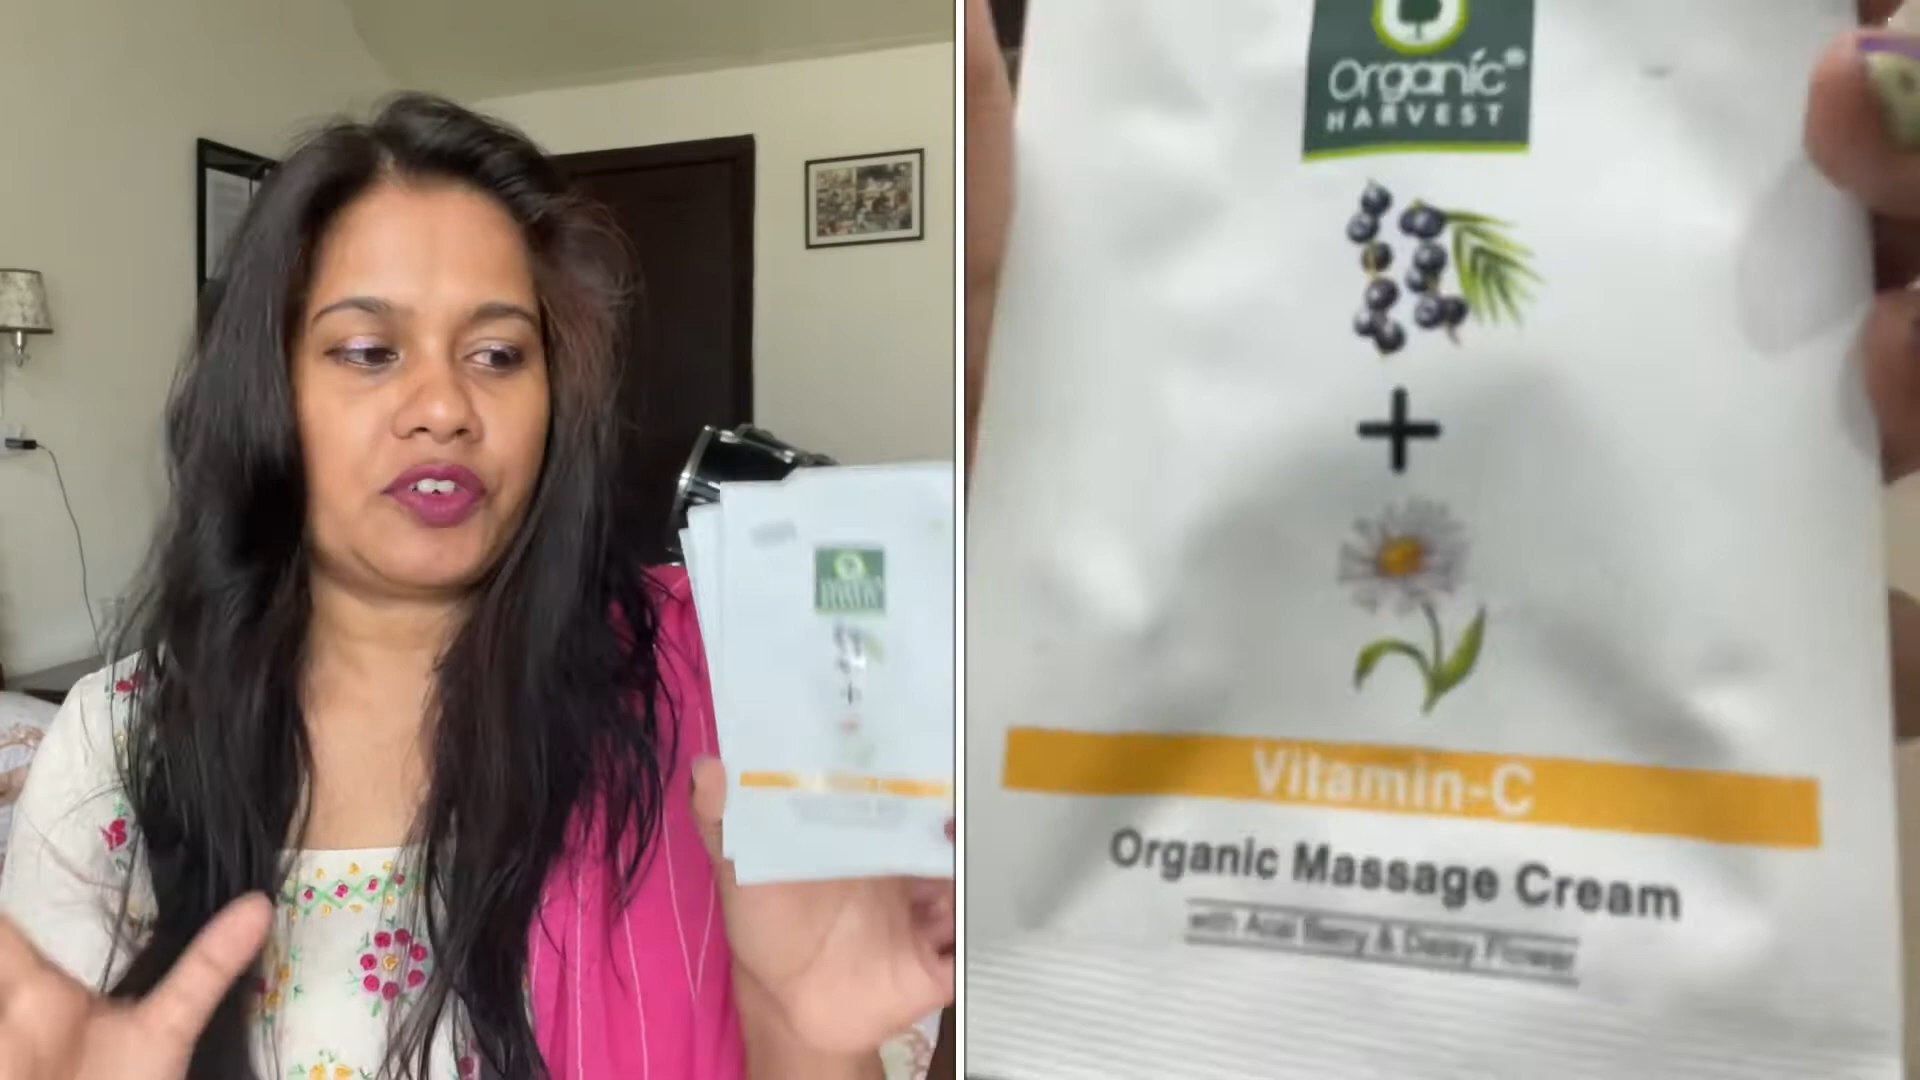 Organic
HARVEST
+
Vitamin-C
Organic Massage Cream
with Acai Berry & Daisy Flower